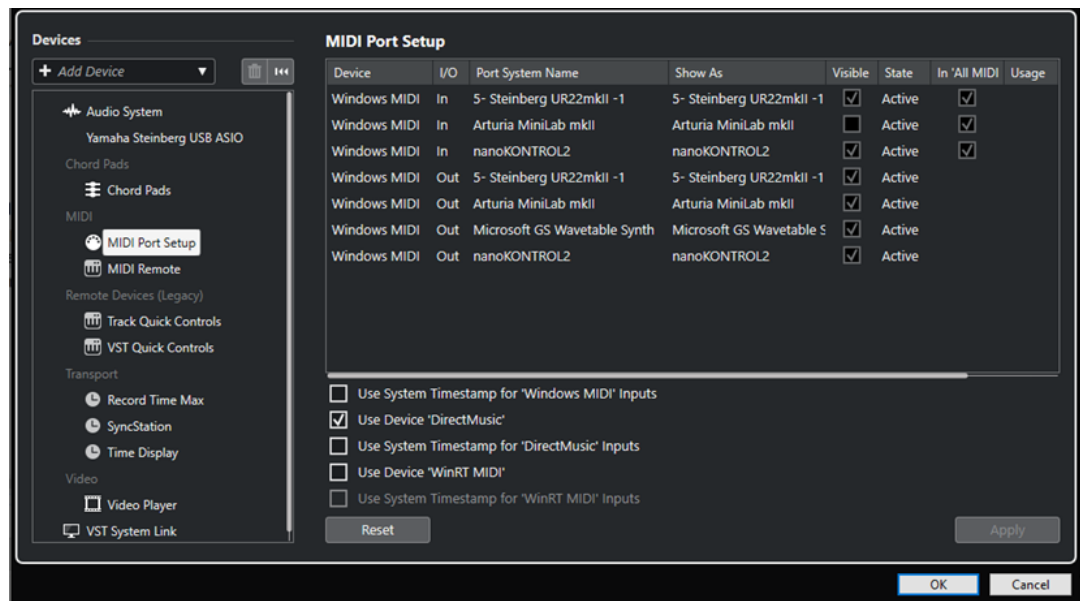 Devices
+ Add Device
Audio System
Yamaha Steinberg USB ASIO
Chord Pads
Chord Pads
MIDI
MIDI Port Setup
MIDI Remote
Remote Devices (Legacy)
Track Quick Controls
VST Quick Controls
Transport
Record Time Max
SyncStation
Time Display
Video
Video Player
VST System Link
MIDI Port Setup
Device I/O Port System Name Show As Visible State In 'All MIDI Usage
Windows MIDI In 5- Steinberg UR22mkII -1 5- Steinberg UR22mkII -1 Active
Windows MIDI In Arturia MiniLab mkII Arturia MiniLab mkII Active
Windows MIDI In nanoKONTROL2 nanoKONTROL2 Active
Windows MIDI Out 5- Steinberg UR22mkII -1 5- Steinberg UR22mkII -1 Active
Windows MIDI Out Arturia MiniLab mkII Arturia MiniLab mkII Active
Windows MIDI Out Microsoft GS Wavetable Synth Microsoft GS Wavetable S Active
Windows MIDI Out nanoKONTROL2 nanoKONTROL2 Active
Use System Timestamp for 'Windows MIDI' Inputs
Use Device 'DirectMusic'
Use System Timestamp for 'DirectMusic' Inputs
Use Device 'WinRT MIDI'
Use System Timestamp for 'WinRT MIDI' Inputs
Reset Apply
OK Cancel